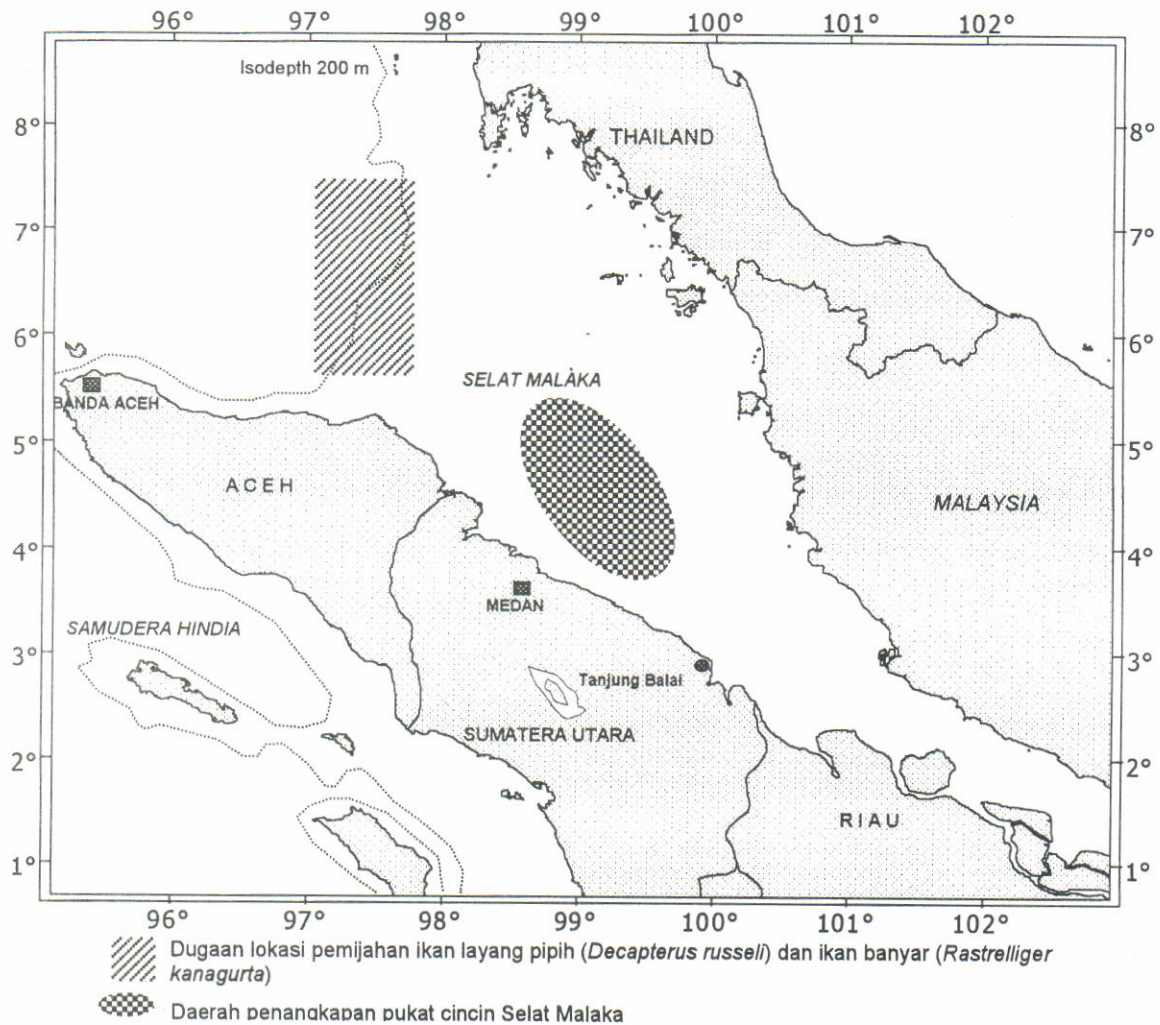 96° 97° 98° 99° 100° 101° 102°
Isodepth 200 m
THAILAND
8° 8°
7° 7°
6° 6°
SELAT MALAKA
BANDA ACEH
5° 5°
ACEH
MALAYSIA
4° 4°
MEDAN
SAMUDERA HINDIA
3° 3°
Tanjung Balai
SUMATERA UTARA
2° 2°
RIAU
1° 1°
96° 97° 98° 99° 100° 101° 102°
Dugaan lokasi pemijahan ikan layang pipih (Decapterus russeli) dan ikan banyar (Rastrelliger
kanagurta)
Daerah penangkapan pukat cincin Selat Malaka